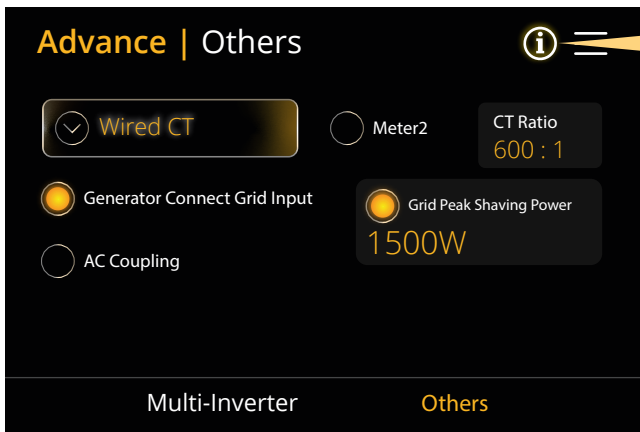 Advance | Others
Wired CT
Meter2
CT Ratio
600 : 1
Generator Connect Grid Input
Grid Peak Shaving Power
1500W
AC Coupling
Multi-Inverter
Others